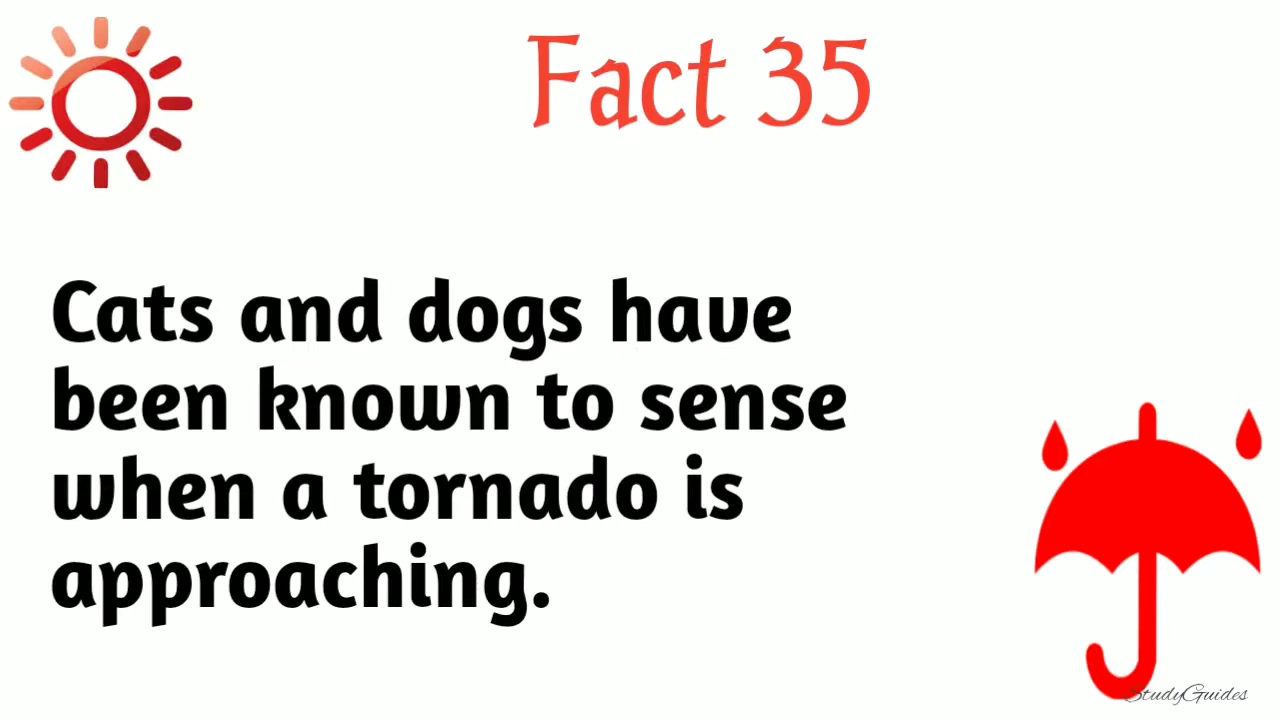 Fact 35
Cats and dogs have
been known to sense
when a tornado is
approaching.
StudyGuides